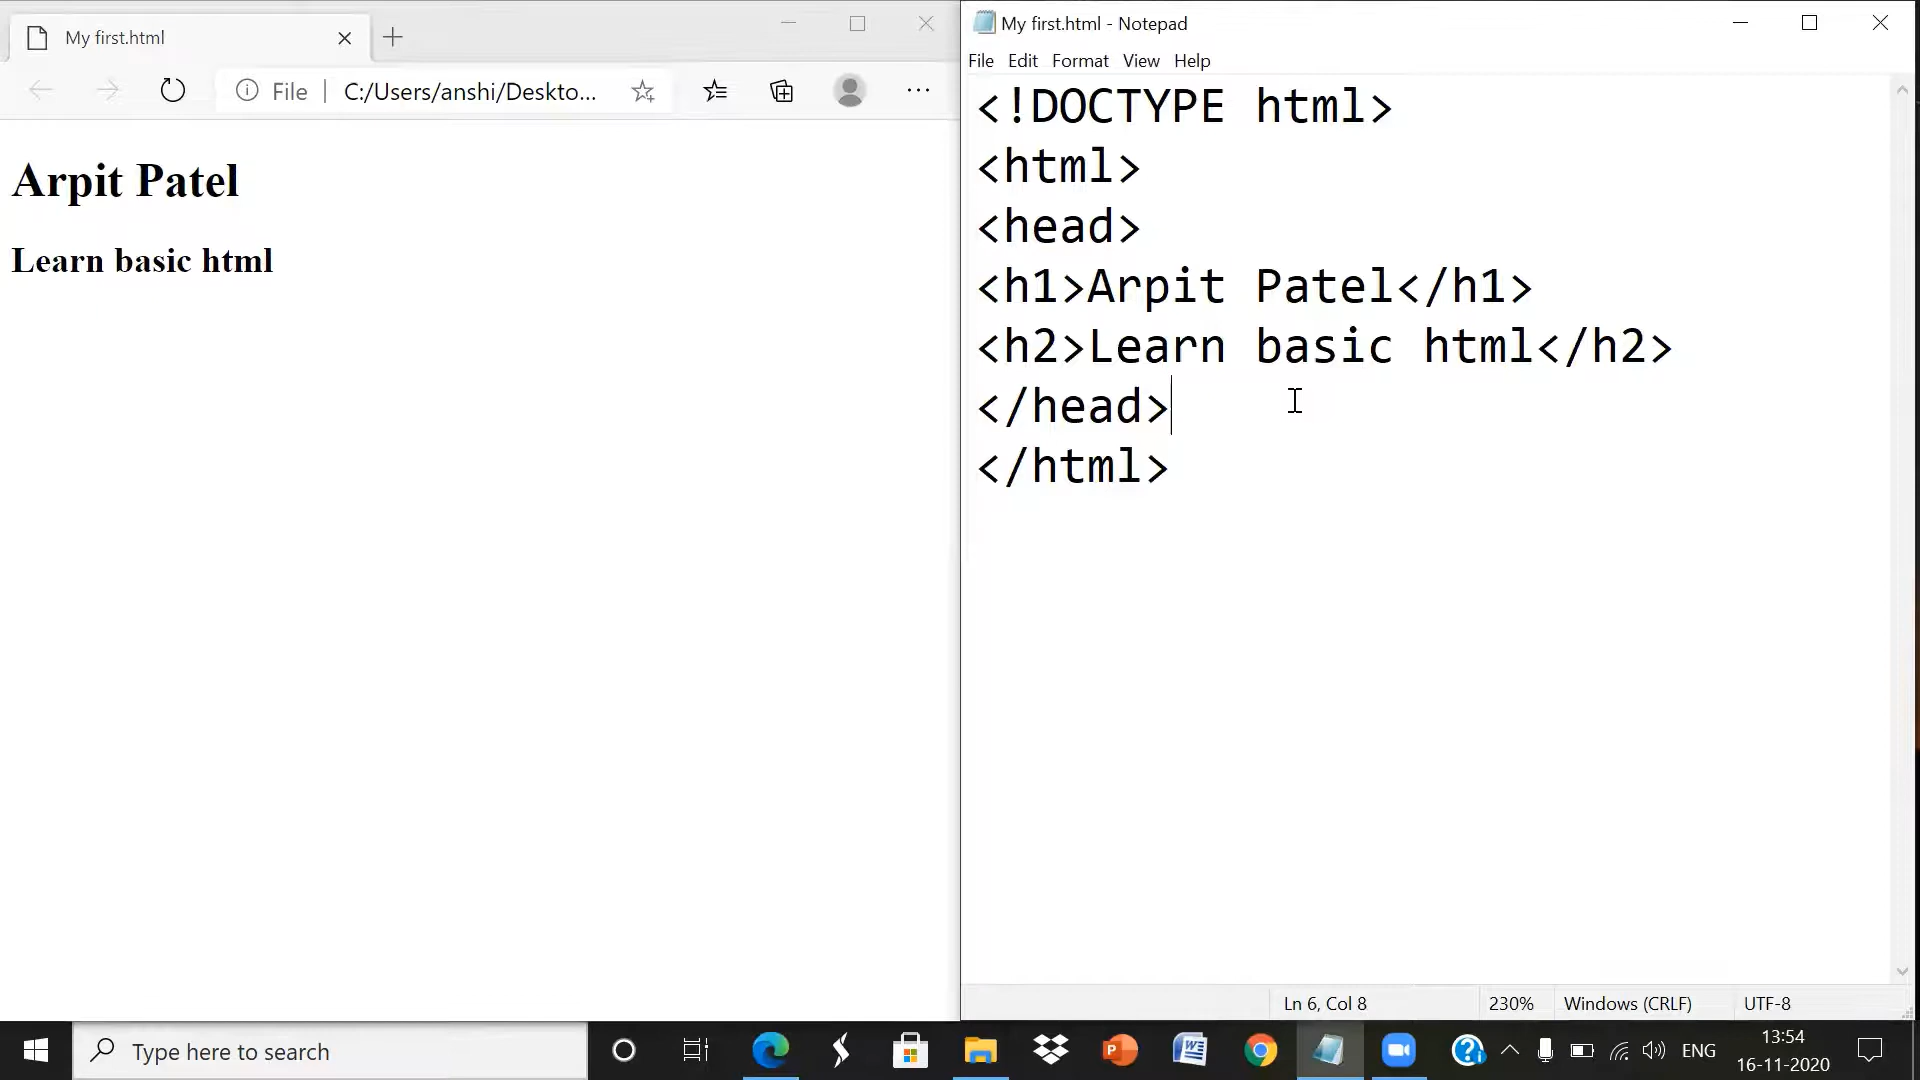 My first.html
File
C:/Users/anshi/Deskto...
Arpit Patel
Learn basic html
My first.html - Notepad
File Edit Format View Help
<!DOCTYPE html>
<html>
<head>
<h1>Arpit Patel</h1>
<h2>Learn basic html</h2>
</head>
</html>
Ln 6, Col 8
230%
Windows (CRLF)
UTF-8
Type here to search
ENG
13:54
16-11-2020